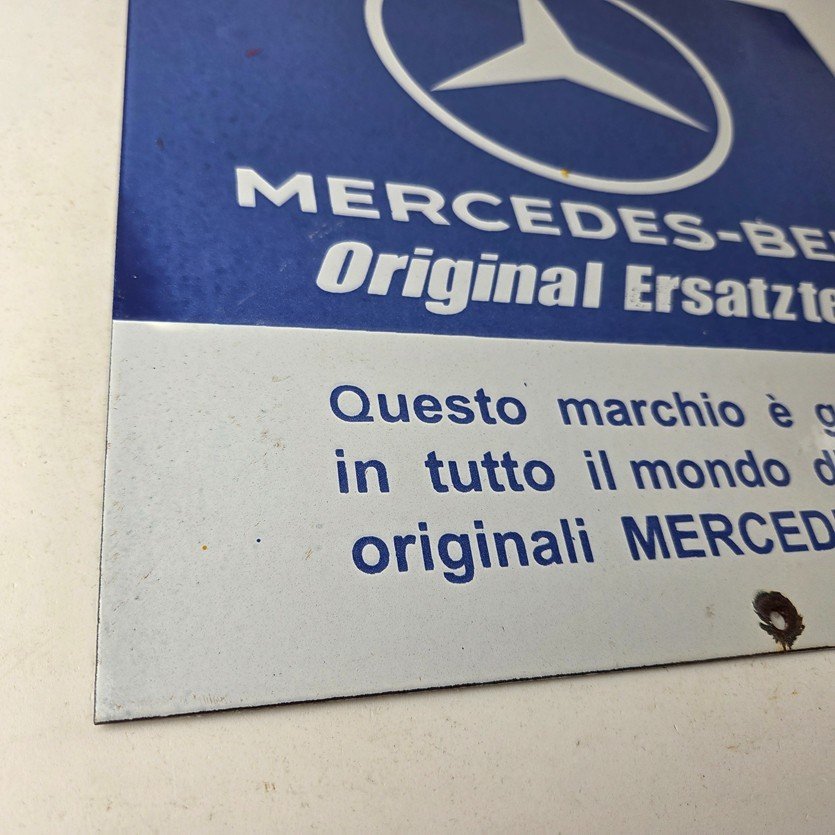 MERCEDES-BE
Original Ersatzte
Questo marchio è g
in tutto il mondo d
originali MERCED